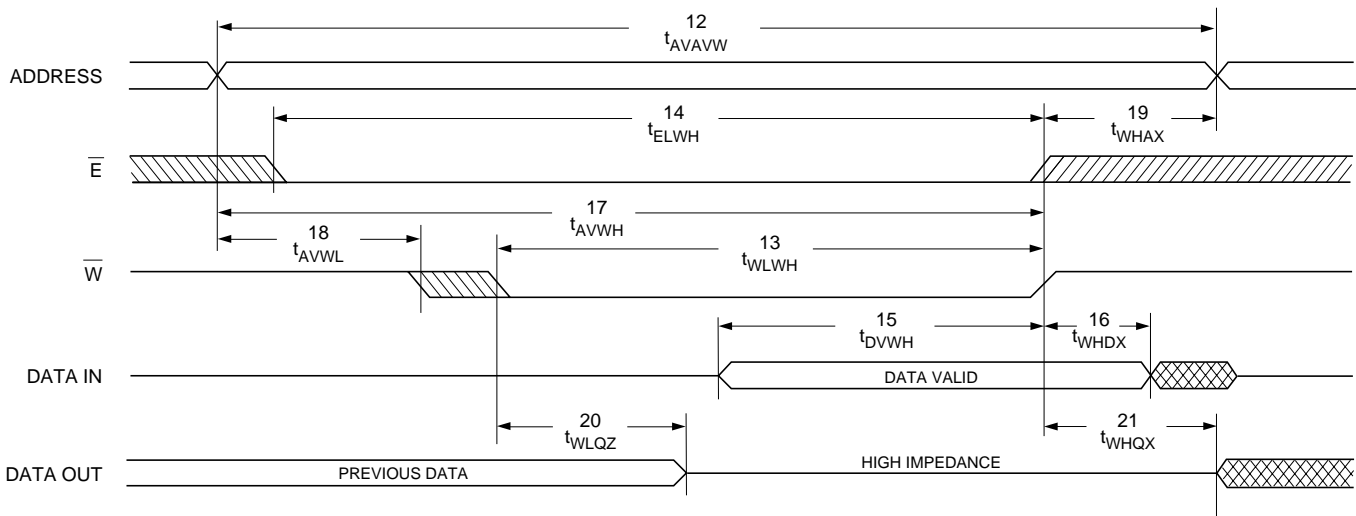 12
tAVAVW
ADDRESS
14
tELWH
19
tWHAX
E
17
tAVWH
18
tAVWL
13
tWLWH
W
15
tDVWH
16
tWHDX
DATA IN
DATA VALID
20
tWLQZ
21
tWHQX
DATA OUT
PREVIOUS DATA
HIGH IMPEDANCE